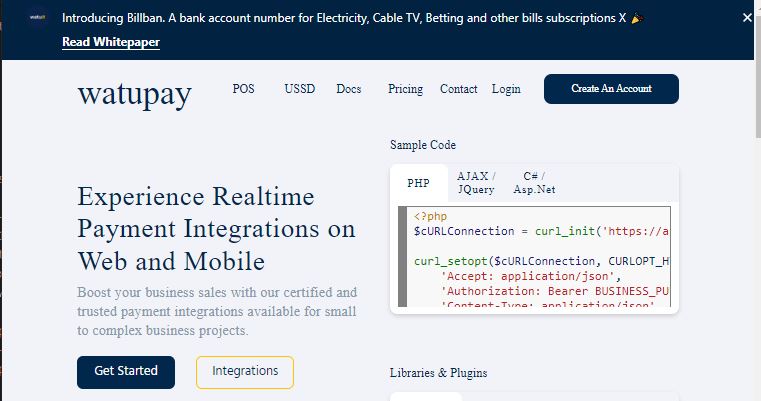 Introducing Billban. A bank account number for Electricity, Cable TV, Betting and other bills subscriptions X 🎉
Read Whitepaper
watupay
POS USSD Docs Pricing Contact Login Create An Account
Sample Code
PHP
AJAX /
JQuery
C# /
Asp.Net
<?php
$cURLConnection = curl_init('https://a
curl_setopt($cURLConnection, CURLOPT_H
'Accept: application/json',
'Authorization: Bearer BUSINESS_PU
'Content-Type: application/json'
Experience Realtime
Payment Integrations on
Web and Mobile
Boost your business sales with our certified and
trusted payment integrations available for small
to complex business projects.
Get Started Integrations
Libraries & Plugins